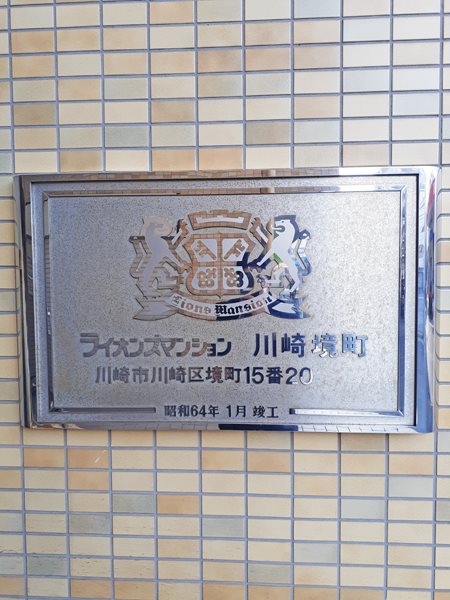 Lions Mansion
ライオンズマンション 川崎境町
川崎市川崎区境町15番20
昭和64年 1月 竣工